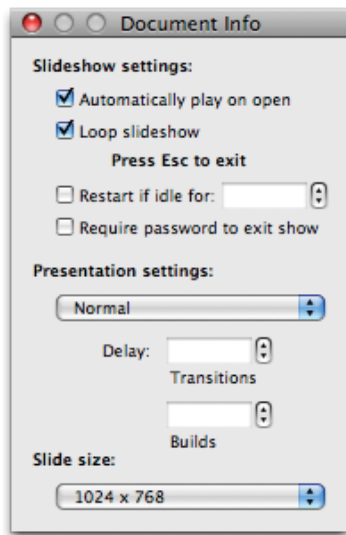 Document Info
Slideshow settings:
Automatically play on open
Loop slideshow
Press Esc to exit
Restart if idle for:
Require password to exit show
Presentation settings:
Normal
Delay:
Transitions
Builds
Slide size:
1024 x 768